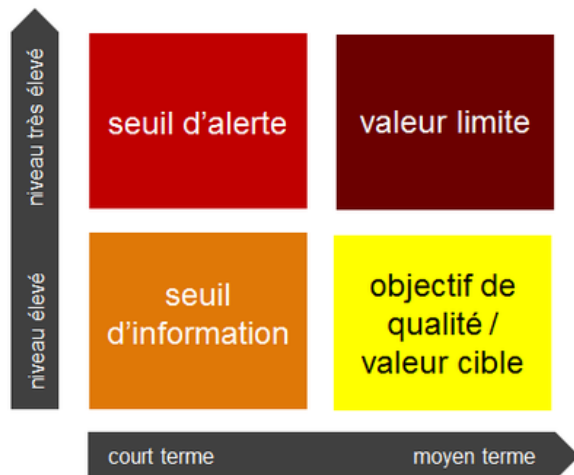 niveau très élevé
seuil d'alerte
valeur limite
niveau élevé
seuil
d'information
objectif de
qualité /
valeur cible
court terme
moyen terme